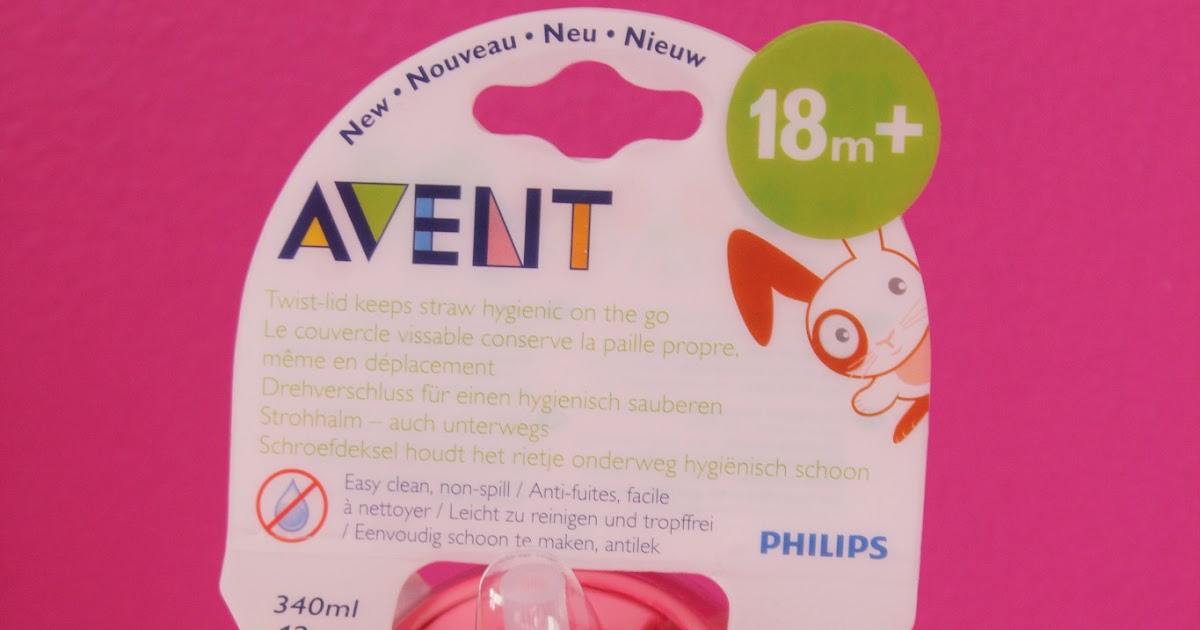 New • Nouveau • Neu • Nieuw
18m+
AVENT
Twist-lid keeps straw hygienic on the go
Le couvercle vissable conserve la paille propre,
même en déplacement
Drehverschluss für einen hygienisch sauberen
Strohhalm – auch unterwegs
Schroefdeksel houdt het rietje onderweg hygiënisch schoon
Easy clean, non-spill / Anti-fuites, facile
à nettoyer / Leicht zu reinigen und tropffrei
/ Eenvoudig schoon te maken, antilek
PHILIPS
340ml